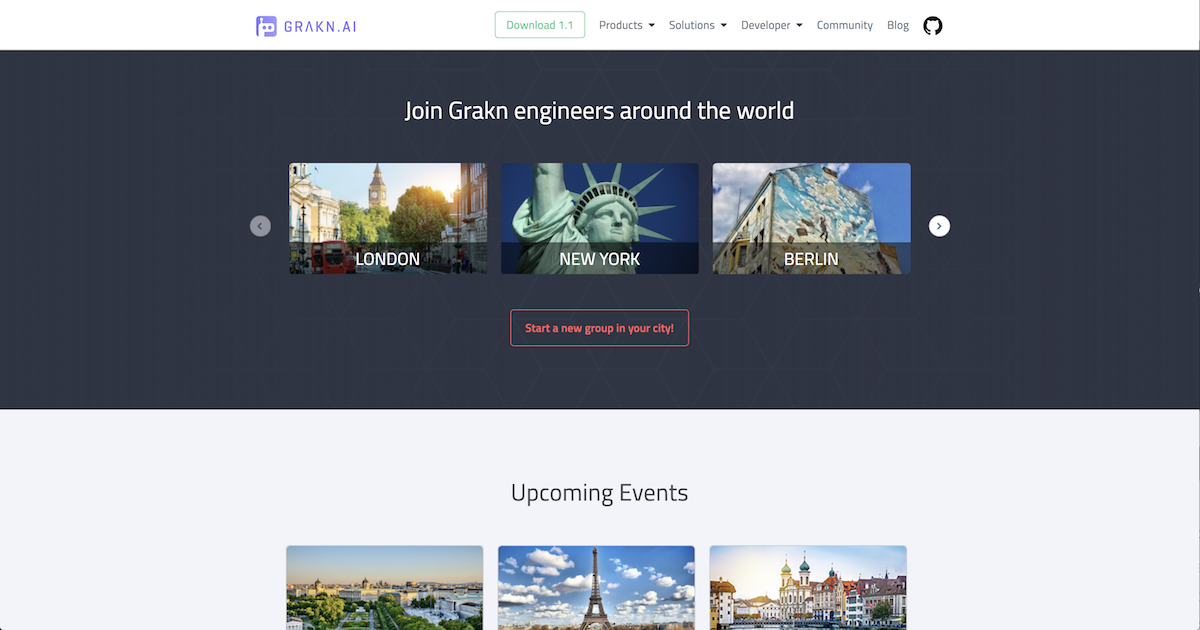 GRAKN.AI
Download 1.1 Products Solutions Developer Community Blog
Join Grakn engineers around the world
LONDON NEW YORK BERLIN
Start a new group in your city!
Upcoming Events